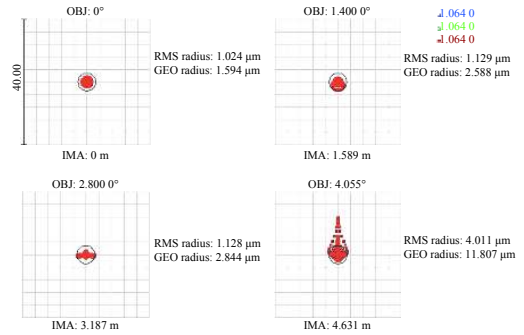 OBJ: 0°
OBJ: 1.400 0°
1.064 0
1.064 0
1.064 0
40.00
RMS radius: 1.024 μm
GEO radius: 1.594 μm
RMS radius: 1.129 μm
GEO radius: 2.588 μm
IMA: 0 m
IMA: 1.589 m
OBJ: 2.800 0°
OBJ: 4.055°
RMS radius: 1.128 μm
GEO radius: 2.844 μm
RMS radius: 4.011 μm
GEO radius: 11.807 μm
IMA: 3.187 m
IMA: 4.631 m